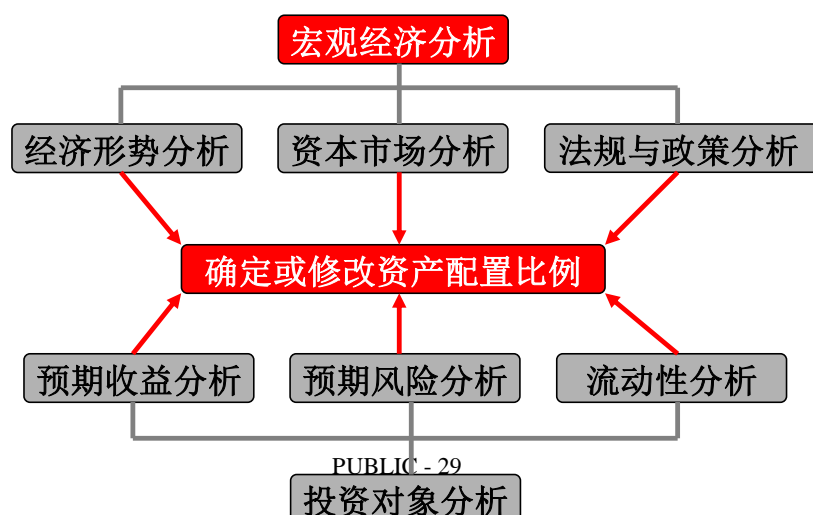 宏观经济分析
经济形势分析
资本市场分析
法规与政策分析
确定或修改资产配置比例
预期收益分析
预期风险分析
流动性分析
PUBLIC - 29
投资对象分析